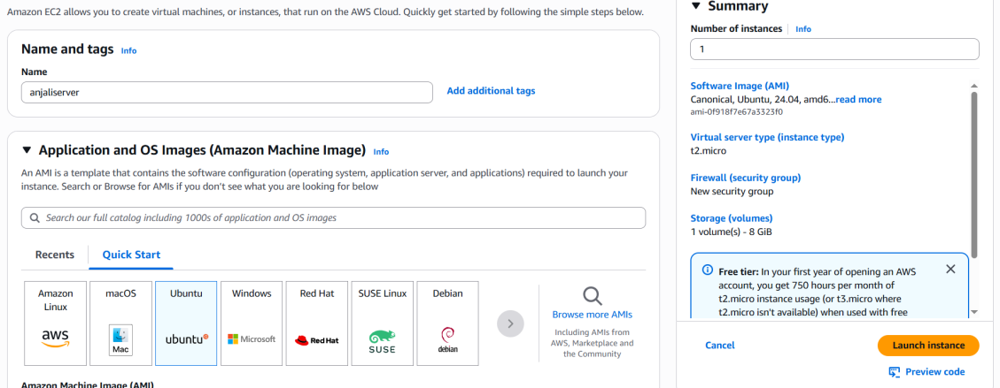 Amazon EC2 allows you to create virtual machines, or instances, that run on the AWS Cloud. Quickly get started by following the simple steps below.
Name and tags Info
Name
anjaliserver
Add additional tags
Application and OS Images (Amazon Machine Image) Info
An AMI is a template that contains the software configuration (operating system, application server, and applications) required to launch your
instance. Search or Browse for AMIs if you don't see what you are looking for below
Search our full catalog including 1000s of application and OS images
Recents
Quick Start
Amazon
Linux
aws
macOS
Mac
Ubuntu
ubuntu
Windows
Microsoft
Red Hat
Red Hat
SUSE Linux
SUSE
Debian
debian
Browse more AMIs
Including AMIs from
AWS, Marketplace and
the Community
Amazon Machine Image (AMI)
Summary
Number of instances Info
1
Software Image (AMI)
Canonical, Ubuntu, 24.04, amd6...read more
ami-0f918f7e67a3323f0
Virtual server type (instance type)
t2.micro
Firewall (security group)
New security group
Storage (volumes)
1 volume(s) - 8 GiB
Free tier: In your first year of opening an AWS
account, you get 750 hours per month of
t2.micro instance usage (or t3.micro where
t2.micro isn't available) when used with free
Cancel
Launch instance
Preview code